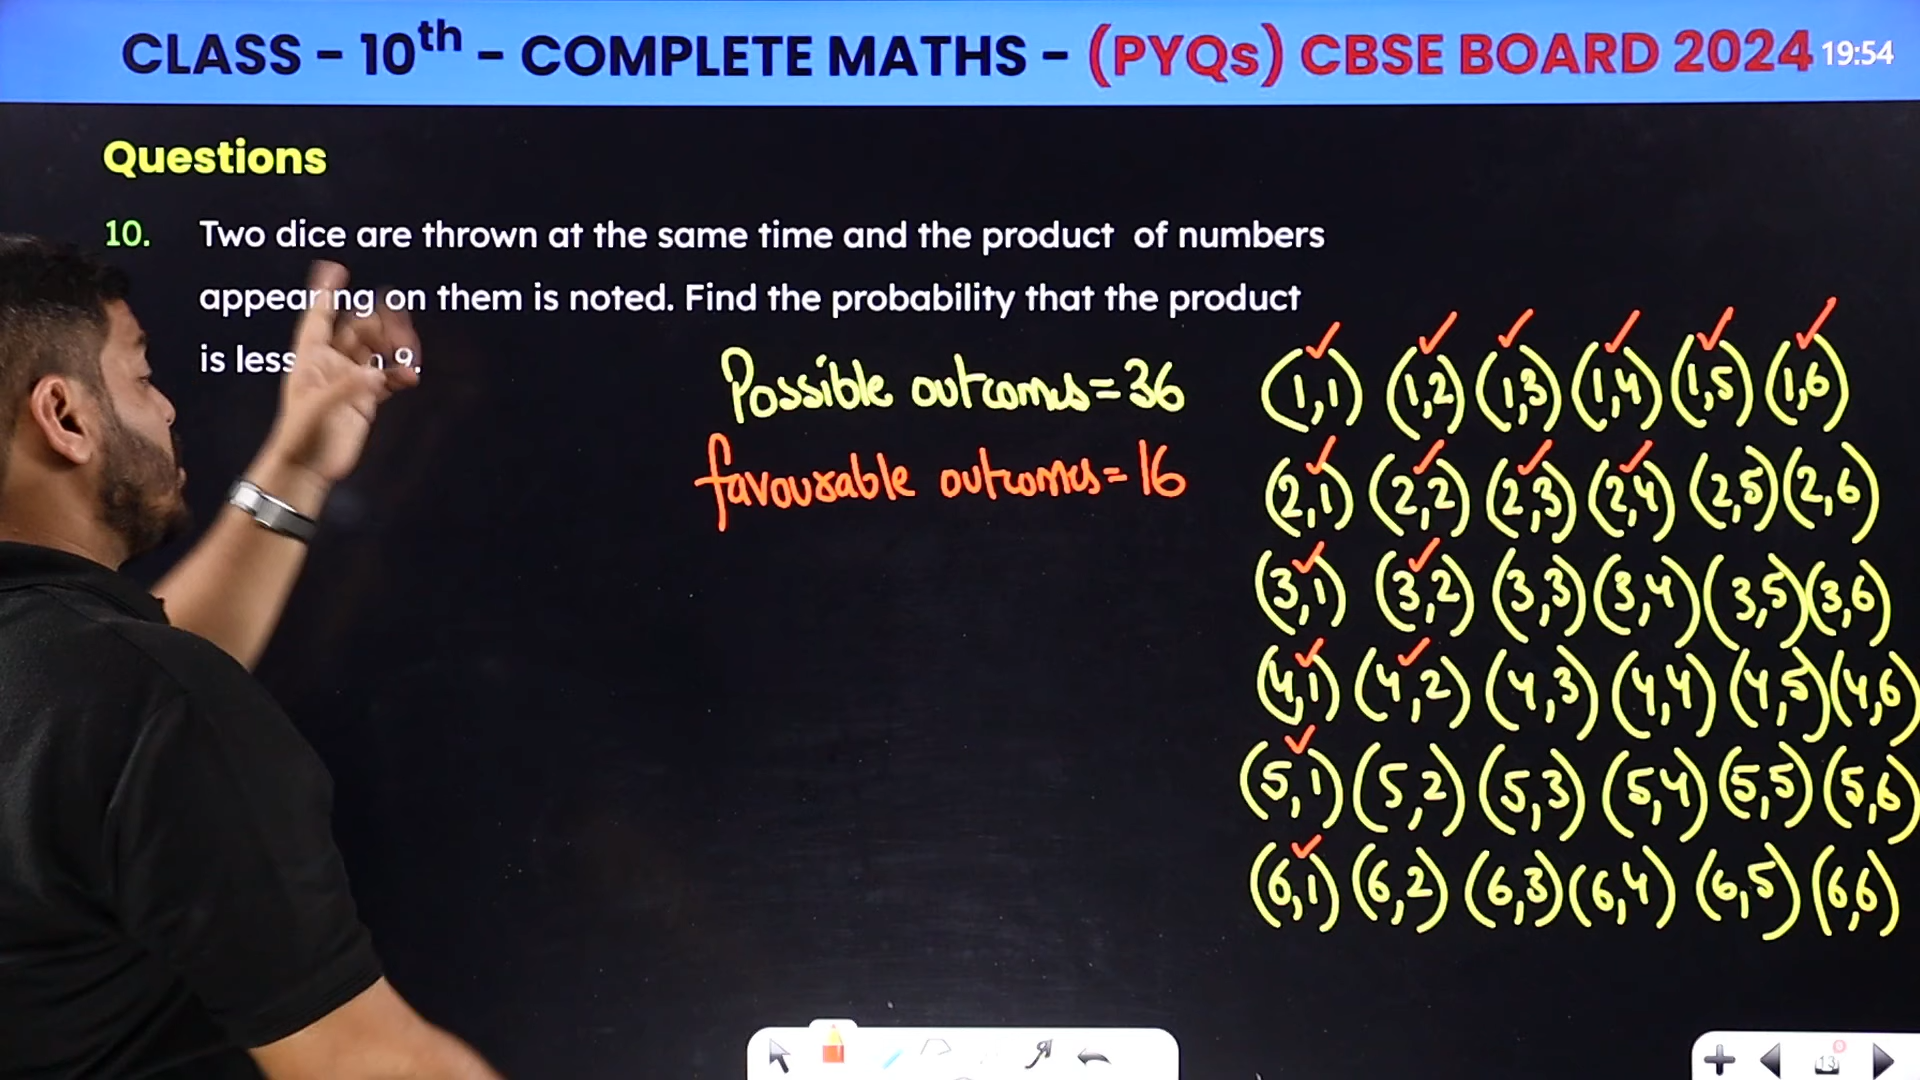 CLASS - 10th - COMPLETE MATHS - (PYQs) CBSE BOARD 2024 19:54
Questions
10. Two dice are thrown at the same time and the product of numbers
appearing on them is noted. Find the probability that the product
is less 9.
Possible outcomes = 36
favourable outcomes = 16
(1,1) (1,2) (1,3) (1,4) (1,5) (1,6)
(2,1) (2,2) (2,3) (2,4) (2,5) (2,6)
(3,1) (3,2) (3,3) (3,4) (3,5) (3,6)
(4,1) (4,2) (4,3) (4,4) (4,5) (4,6)
(5,1) (5,2) (5,3) (5,4) (5,5) (5,6)
(6,1) (6,2) (6,3) (6,4) (6,5) (6,6)
13